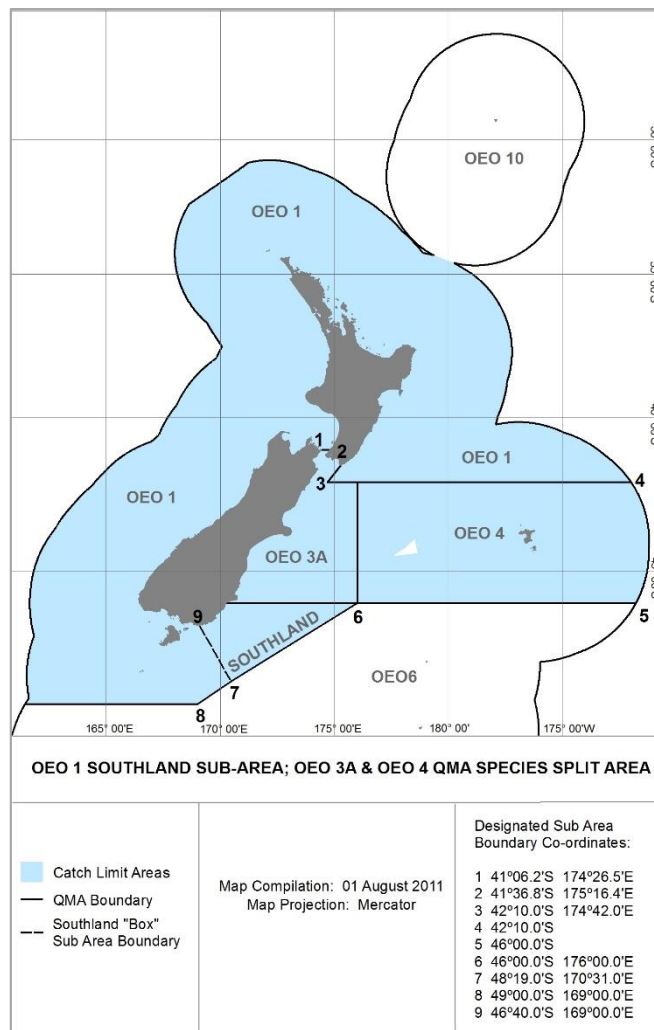 OEO 10
OEO 1
1
2
OEO 1
3
4
OEO 1
OEO 4
OEO 3A
9
6
5
SOUTHLAND
7
OEO6
8
165° 00'E
170° 00'E
175° 00'E
180° 00'
175° 00'W
OEO 1 SOUTHLAND SUB-AREA; OEO 3A & OEO 4 QMA SPECIES SPLIT AREA
Catch Limit Areas
QMA Boundary
Southland "Box"
Sub Area Boundary
Map Compilation: 01 August 2011
Map Projection: Mercator
Designated Sub Area
Boundary Co-ordinates:
1 41º06.2'S 174º26.5'E
2 41º36.8'S 175º16.4'E
3 42º10.0'S 174º42.0'E
4 42º10.0'S
5 46º00.0'S
6 46º00.0'S 176º00.0'E
7 48º19.0'S 170º31.0'E
8 49º00.0'S 169º00.0'E
9 46º40.0'S 169º00.0'E